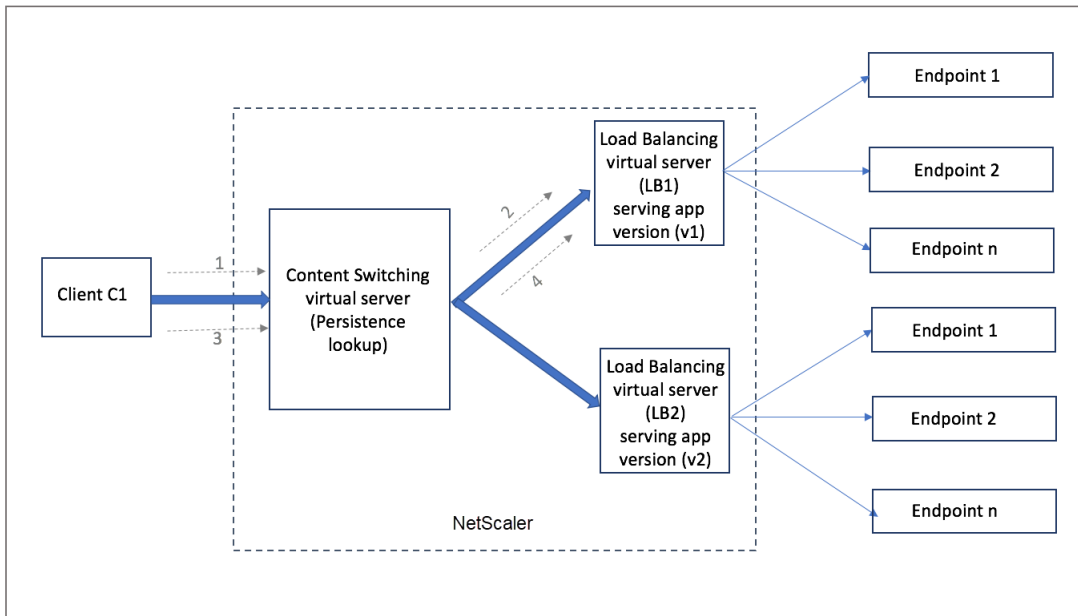 Client C1
1
3
Content Switching
virtual server
(Persistence
lookup)
2
4
Load Balancing
virtual server
(LB1)
serving app
version (v1)
Load Balancing
virtual server
(LB2)
serving app
version (v2)
NetScaler
Endpoint 1
Endpoint 2
Endpoint n
Endpoint 1
Endpoint 2
Endpoint n